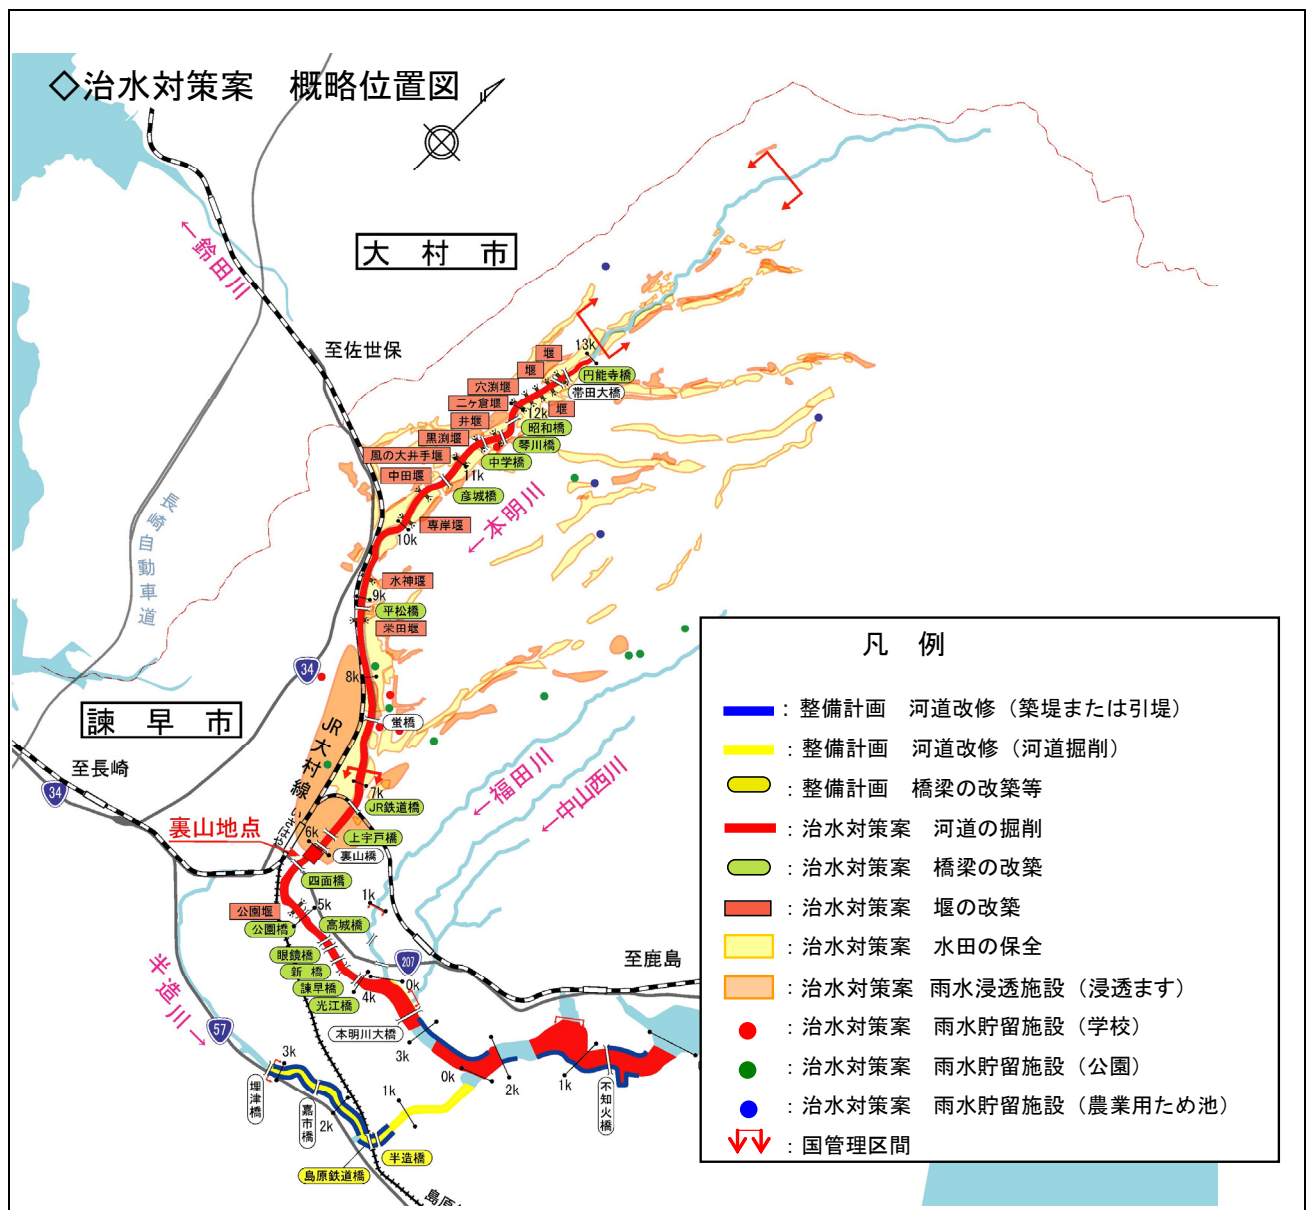 ◇治水対策案　概略位置図
←鈴田川
大　村　市
至佐世保
13k
堰
円能寺橋
堰
帯田大橋
穴渕堰
二ヶ倉堰
12k
堰
井堰
昭和橋
黒渕堰
琴川橋
風の大井手堰
中学橋
11k
中田堰
彦城橋
←本明川
専岸堰
10k
長崎自動車道
水神堰
9k
平松橋
栄田堰
34
8k
諫　早　市
蛍橋
JR大村線
至長崎
34
7k
JR鉄道橋
←福田川
←中山西川
裏山地点
6k
上宇戸橋
裏山橋
四面橋
1k
5k
公園堰
公園橋
高城橋
眼鏡橋
新　橋
諫早橋
光江橋
4k
207
0k
至鹿島
半造川→
57
本明川大橋
3k
3k
0k
2k
1k
不知火橋
埋津橋
嘉市橋
2k
1k
半造橋
島原鉄道橋
凡　例
：整備計画　河道改修（築堤または引堤）
：整備計画　河道改修（河道掘削）
：整備計画　橋梁の改築等
：治水対策案　河道の掘削
：治水対策案　橋梁の改築
：治水対策案　堰の改築
：治水対策案　水田の保全
：治水対策案　雨水浸透施設（浸透ます）
：治水対策案　雨水貯留施設（学校）
：治水対策案　雨水貯留施設（公園）
：治水対策案　雨水貯留施設（農業用ため池）
：国管理区間